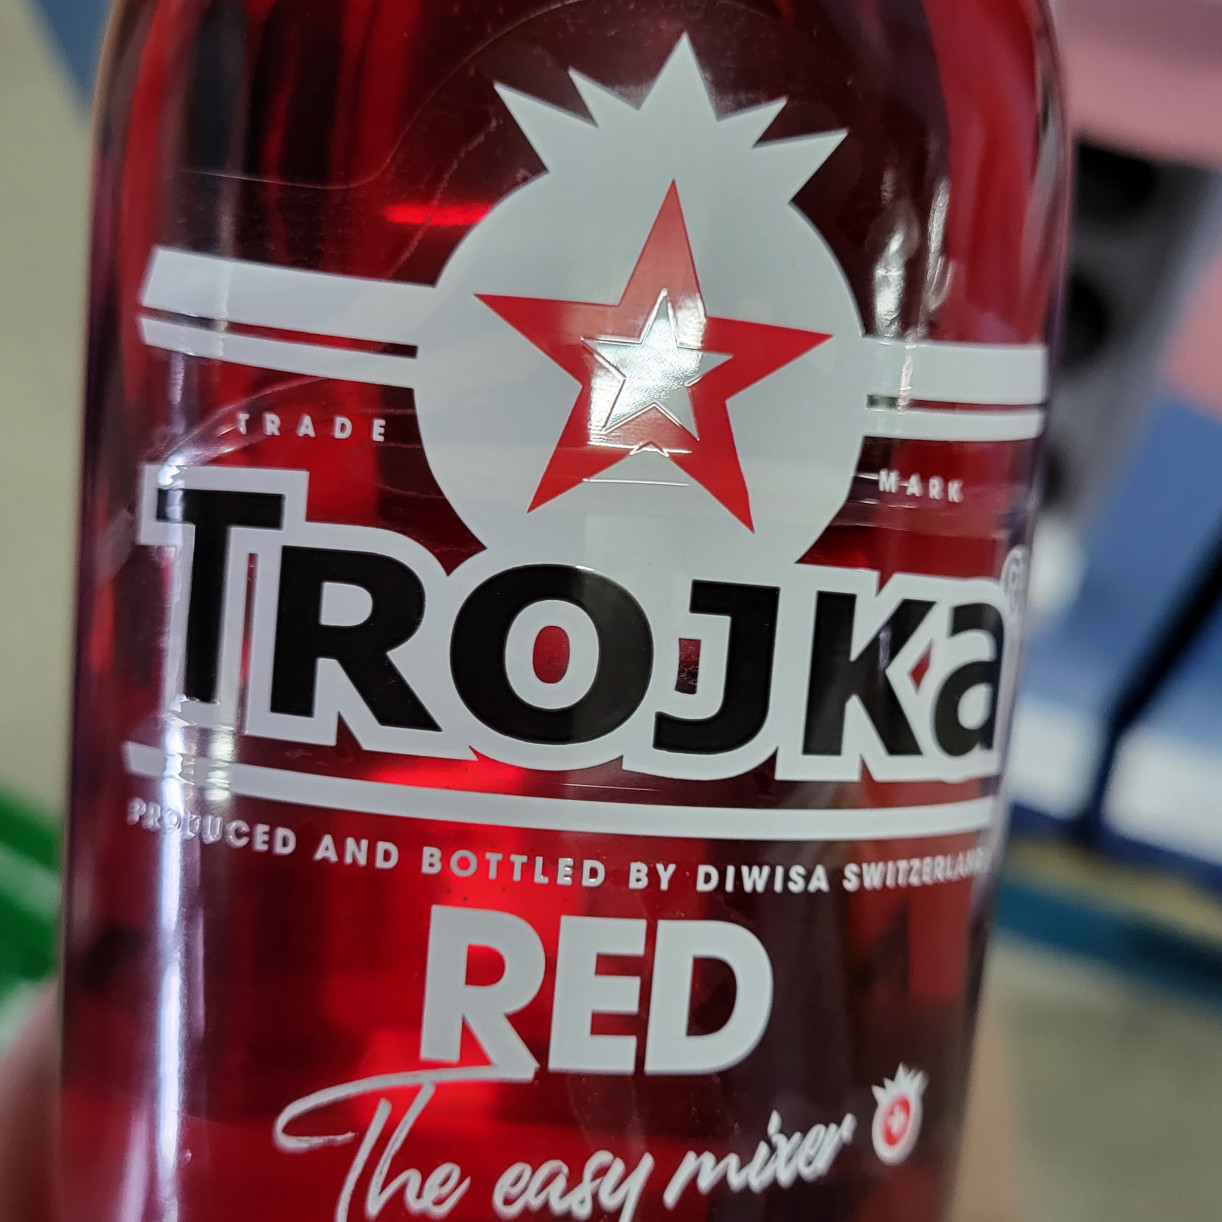 TRADE MARK
TROJKa®
PRODUCED AND BOTTLED BY DIWISA SWITZERLAND
RED
The easy mixer